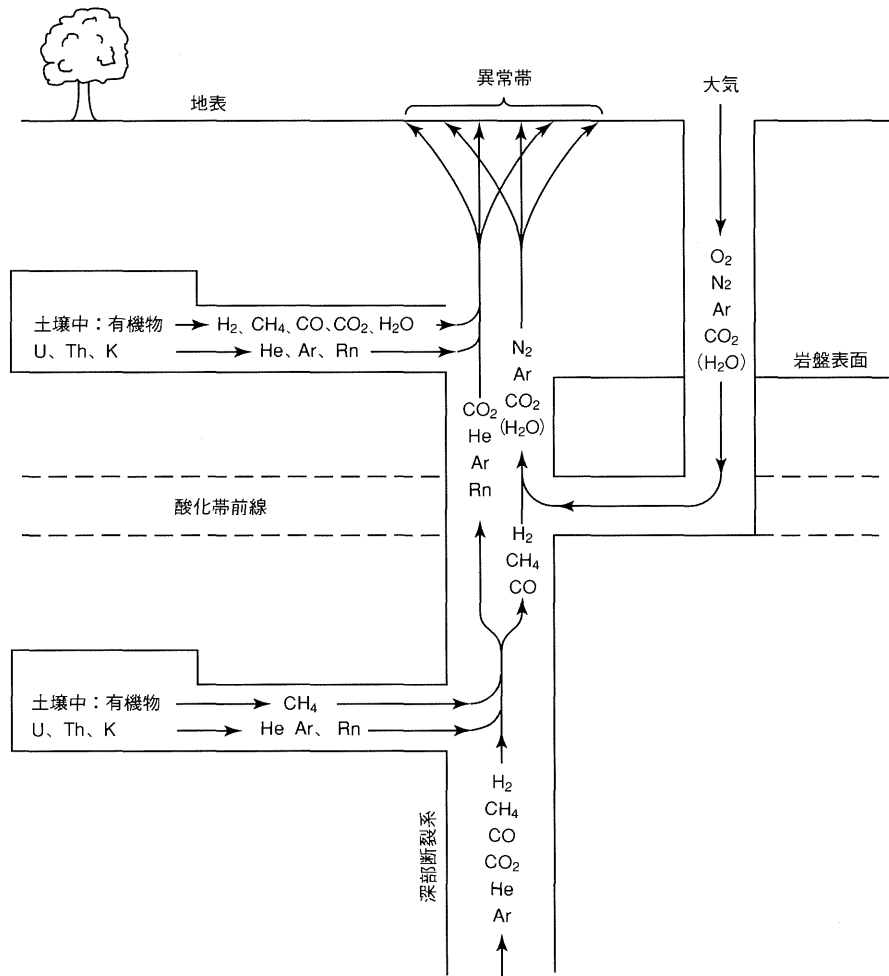 異常帯
大気
地表
O₂
N₂
Ar
CO₂
(H₂O)
土壌中：有機物 H₂、CH₄、CO、CO₂、H₂O
U、Th、K He、Ar、Rn
N₂
Ar
CO₂
(H₂O)
岩盤表面
CO₂
He
Ar
Rn
酸化帯前線
H₂
CH₄
CO
土壌中：有機物 CH₄
U、Th、K He Ar、Rn
深部断裂系
H₂
CH₄
CO
CO₂
He
Ar